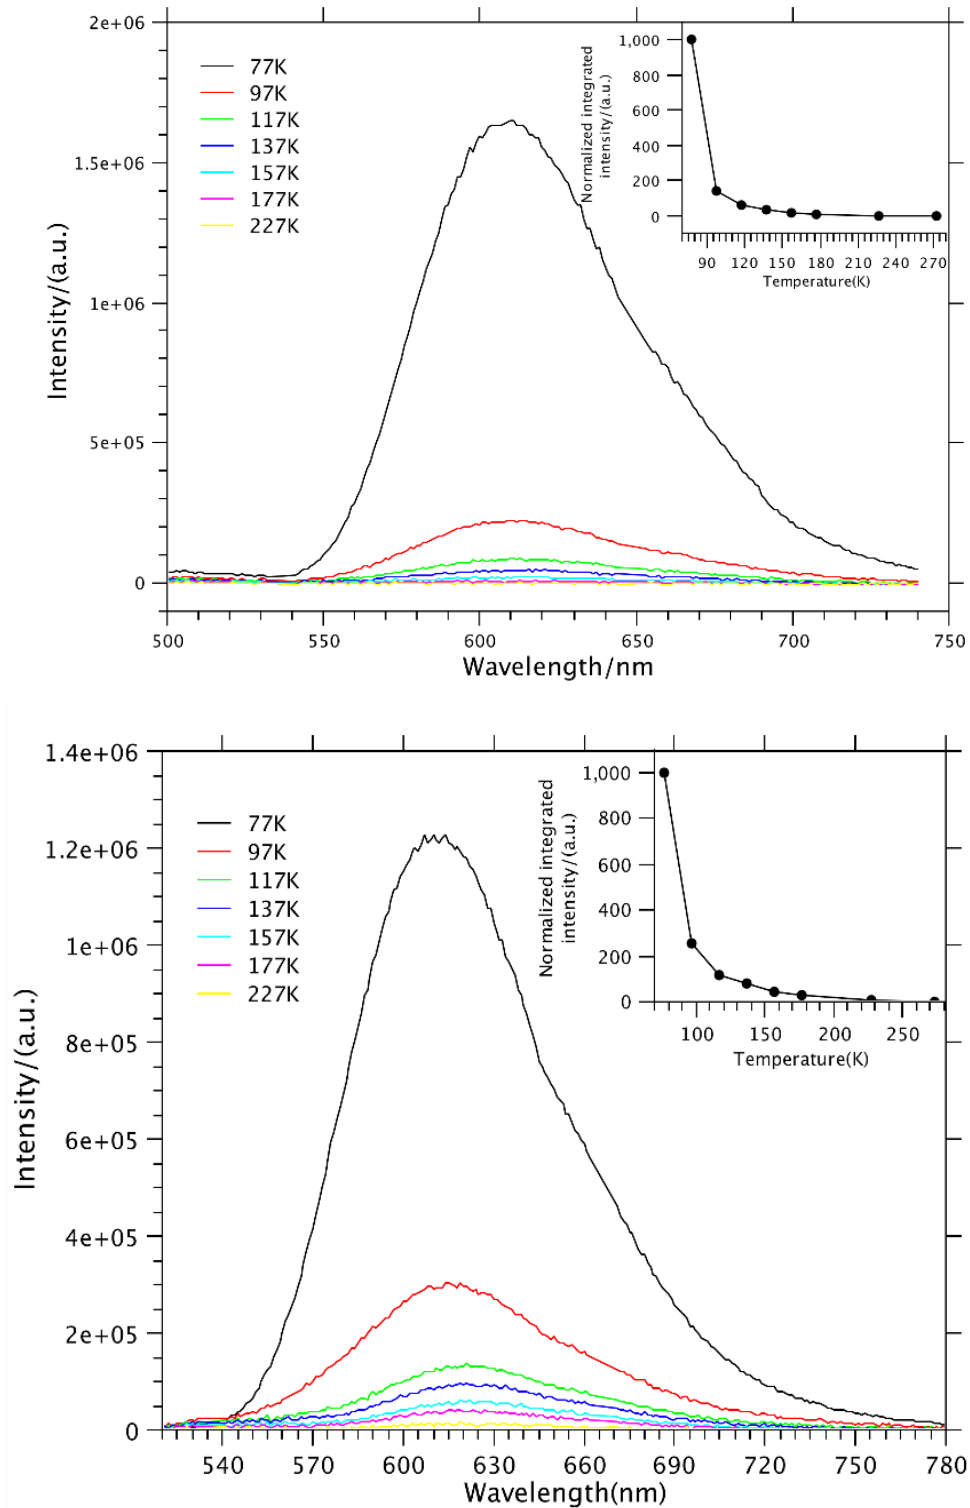 2e+06
1.5e+06
1e+06
5e+05
0
Intensity/(a.u.)
77K
97K
117K
137K
157K
177K
227K
1,000
800
600
400
200
0
Normalized integrated
intensity/(a.u.)
90 120 150 180 210 240 270
Temperature(K)
500 550 600 650 700 750
Wavelength/nm
1.4e+06
1.2e+06
1e+06
8e+05
6e+05
4e+05
2e+05
0
Intensity/(a.u.)
77K
97K
117K
137K
157K
177K
227K
1,000
800
600
400
200
0
Normalized integrated
intensity/(a.u.)
100 150 200 250
Temperature(K)
540 570 600 630 660 690 720 750 780
Wavelength(nm)